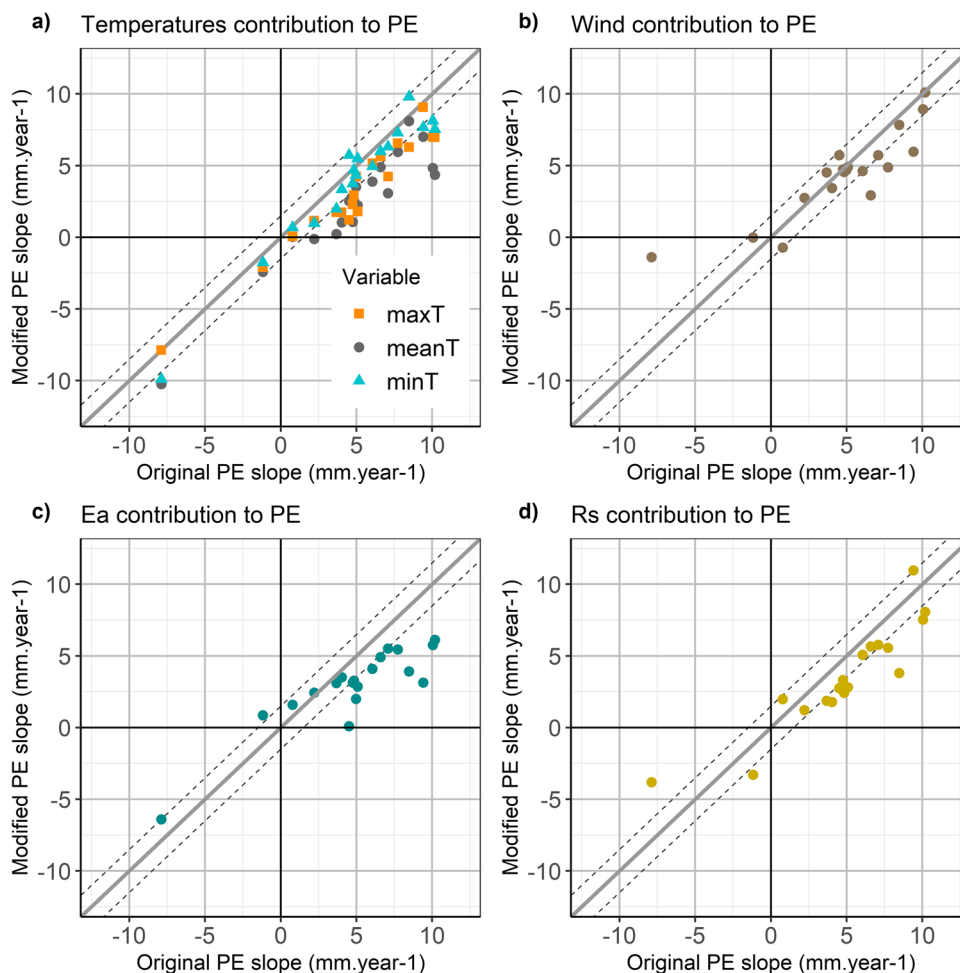 a) Temperatures contribution to PE
Modified PE slope (mm.year-1)
10
5
0
-5
-10
Variable
maxT
meanT
minT
-10 -5 0 5 10
Original PE slope (mm.year-1)
b) Wind contribution to PE
Modified PE slope (mm.year-1)
10
5
0
-5
-10
-10 -5 0 5 10
Original PE slope (mm.year-1)
c) Ea contribution to PE
Modified PE slope (mm.year-1)
10
5
0
-5
-10
-10 -5 0 5 10
Original PE slope (mm.year-1)
d) Rs contribution to PE
Modified PE slope (mm.year-1)
10
5
0
-5
-10
-10 -5 0 5 10
Original PE slope (mm.year-1)